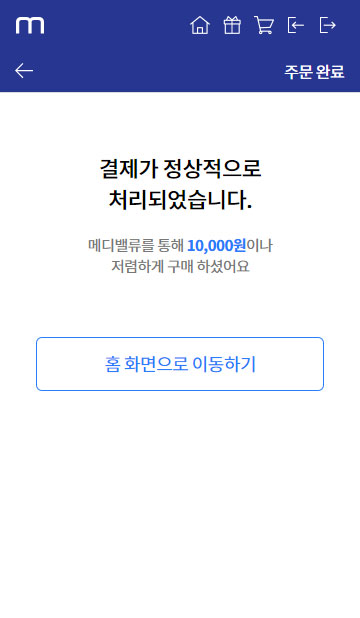 m
주문 완료
결제가 정상적으로
처리되었습니다.
메디밸류를 통해 10,000원이나
저렴하게 구매 하셨어요
홈 화면으로 이동하기